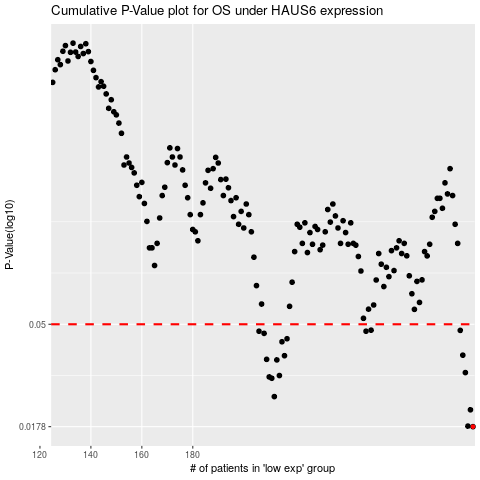 Cumulative P-Value plot for OS under HAUS6 expression
P-Value(log10)
0.05
0.0178
120 140 160 180
# of patients in 'low exp' group